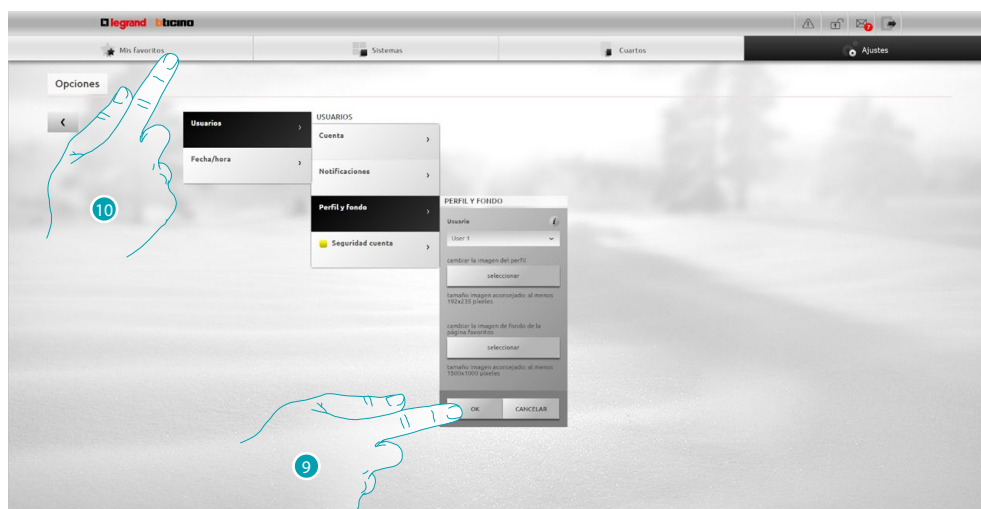 legrand bticino
Mis favoritos
Sistemas
Cuartos
Ajustes
Opciones
Usuarios
Fecha/hora
USUARIOS
Cuenta
Notificaciones
Perfil y fondo
Seguridad cuenta
PERFIL Y FONDO
Usuario
i
User 1
cambiar la imagen del perfil
seleccionar
tamaño imagen aconsejado: al menos
192x235 píxeles
cambiar la imagen de fondo de la
página favoritos
seleccionar
tamaño imagen aconsejado: al menos
1500x1000 píxeles
OK
CANCELAR
10
9